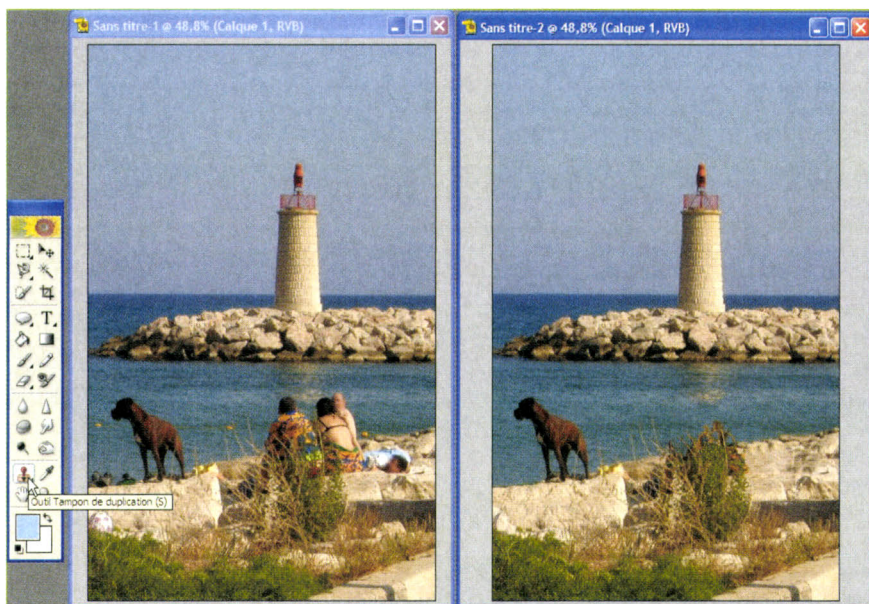 Sans titre-1 @ 48,8% (Calque 1, RVB)
Sans titre-2 @ 48,8% (Calque 1, RVB)
T
Outil Tampon de duplication (S)